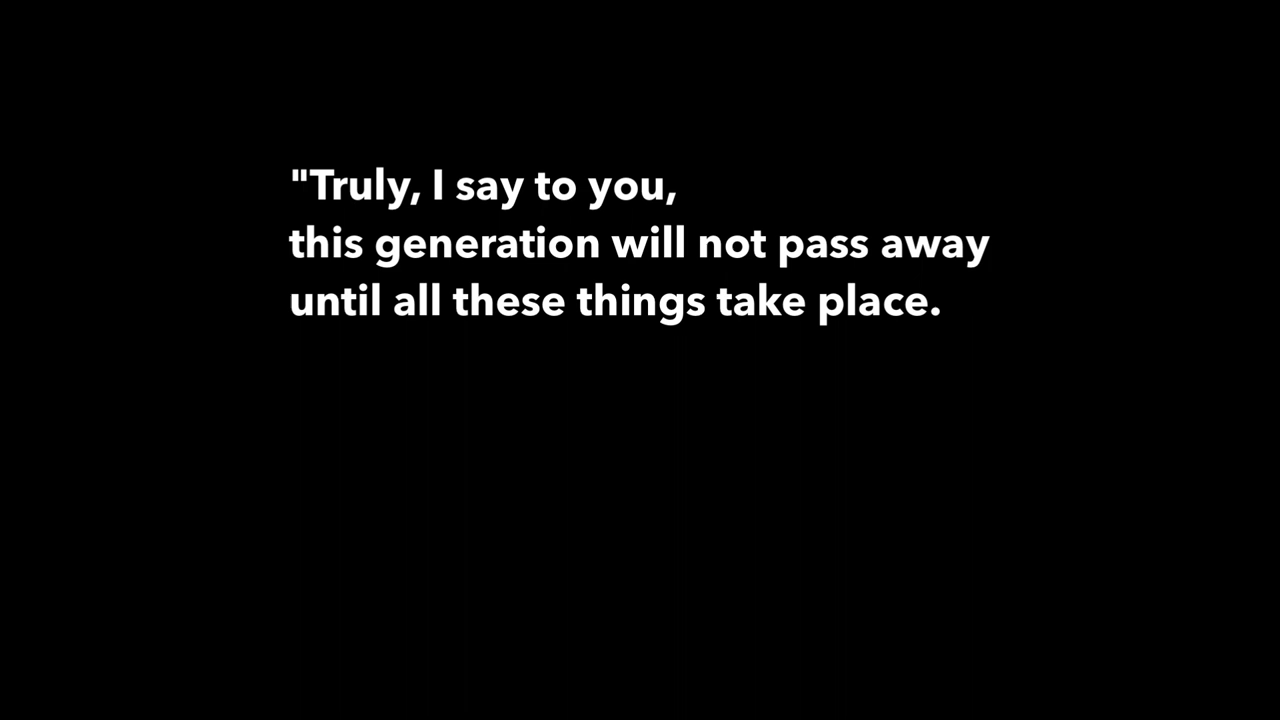 "Truly, I say to you,
this generation will not pass away
until all these things take place.